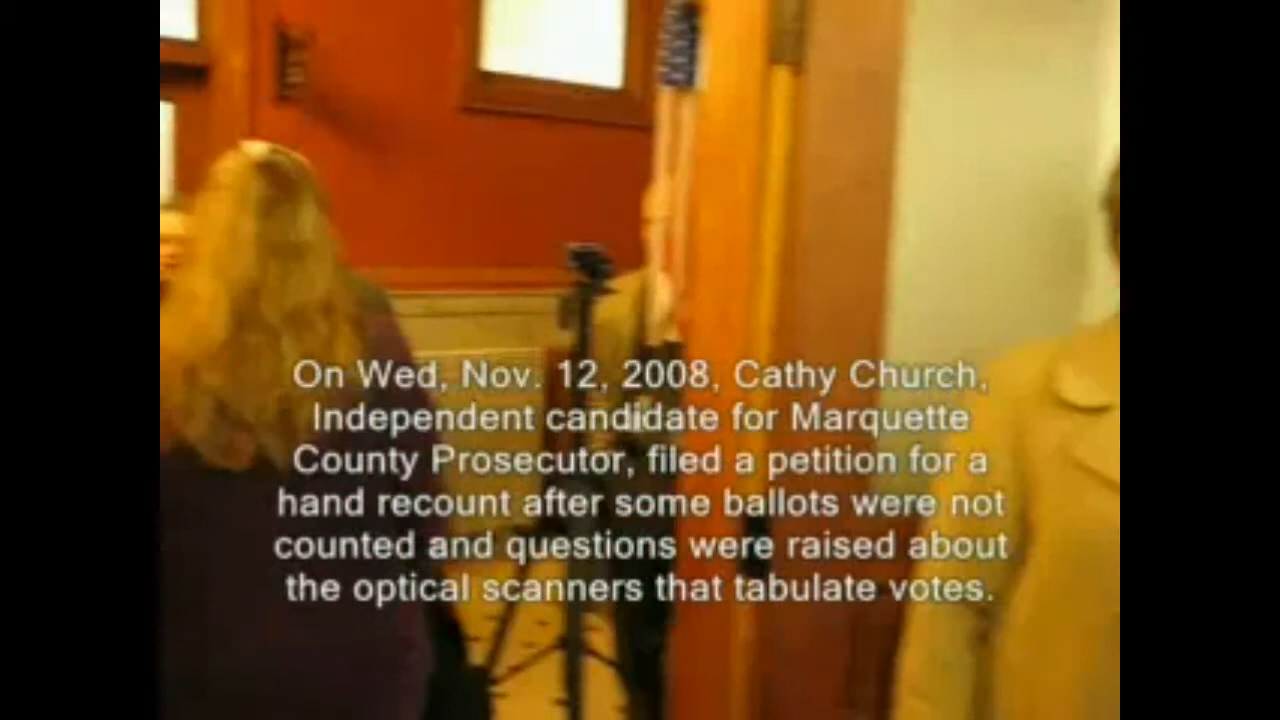 On Wed, Nov. 12, 2008, Cathy Church,
Independent candidate for Marquette
County Prosecutor, filed a petition for a
hand recount after some ballots were not
counted and questions were raised about
the optical scanners that tabulate votes.